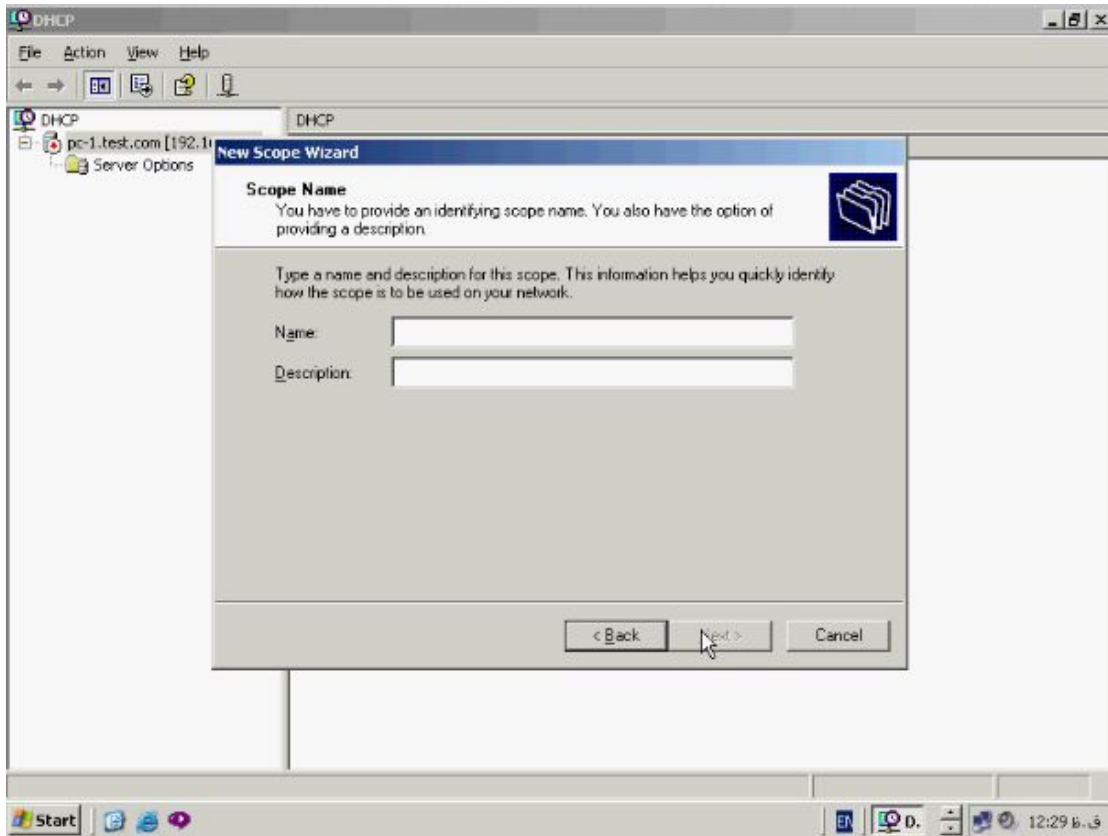 DHCP
File Action View Help
DHCP
DHCP
pc-1.test.com [192.1
Server Options
New Scope Wizard
Scope Name
You have to provide an identifying scope name. You also have the option of
providing a description.
Type a name and description for this scope. This information helps you quickly identify
how the scope is to be used on your network.
Name:
Description:
< Back Next > Cancel
Start EN D. 12:29 ق.ظ